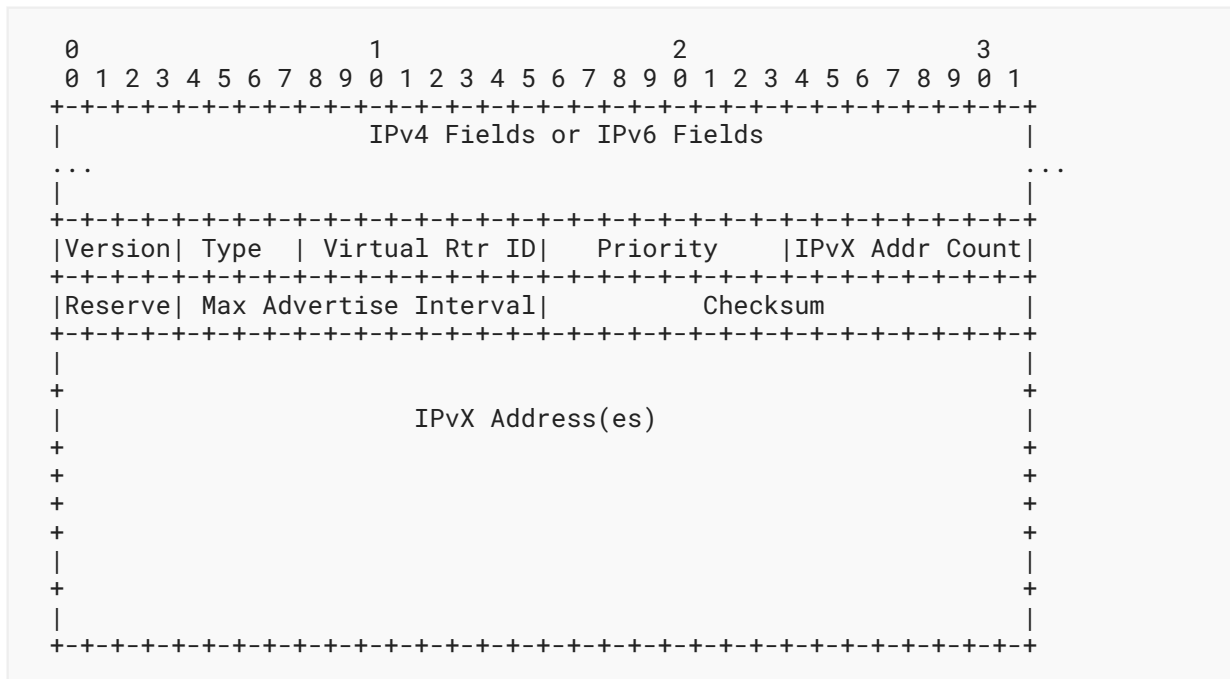 0                   1                   2                   3
 0 1 2 3 4 5 6 7 8 9 0 1 2 3 4 5 6 7 8 9 0 1 2 3 4 5 6 7 8 9 0 1
+-+-+-+-+-+-+-+-+-+-+-+-+-+-+-+-+-+-+-+-+-+-+-+-+-+-+-+-+-+-+-+-+
|                    IPv4 Fields or IPv6 Fields                 |
...                                                             ...
|                                                               |
+-+-+-+-+-+-+-+-+-+-+-+-+-+-+-+-+-+-+-+-+-+-+-+-+-+-+-+-+-+-+-+-+
|Version| Type  | Virtual Rtr ID|   Priority    |IPvX Addr Count|
+-+-+-+-+-+-+-+-+-+-+-+-+-+-+-+-+-+-+-+-+-+-+-+-+-+-+-+-+-+-+-+-+
|Reserve| Max Advertise Interval|          Checksum             |
+-+-+-+-+-+-+-+-+-+-+-+-+-+-+-+-+-+-+-+-+-+-+-+-+-+-+-+-+-+-+-+-+
|                                                               |
+                                                               +
|                       IPvX Address(es)                        |
+                                                               +
+                                                               +
+                                                               +
+                                                               +
|                                                               |
+                                                               +
|                                                               |
+-+-+-+-+-+-+-+-+-+-+-+-+-+-+-+-+-+-+-+-+-+-+-+-+-+-+-+-+-+-+-+-+